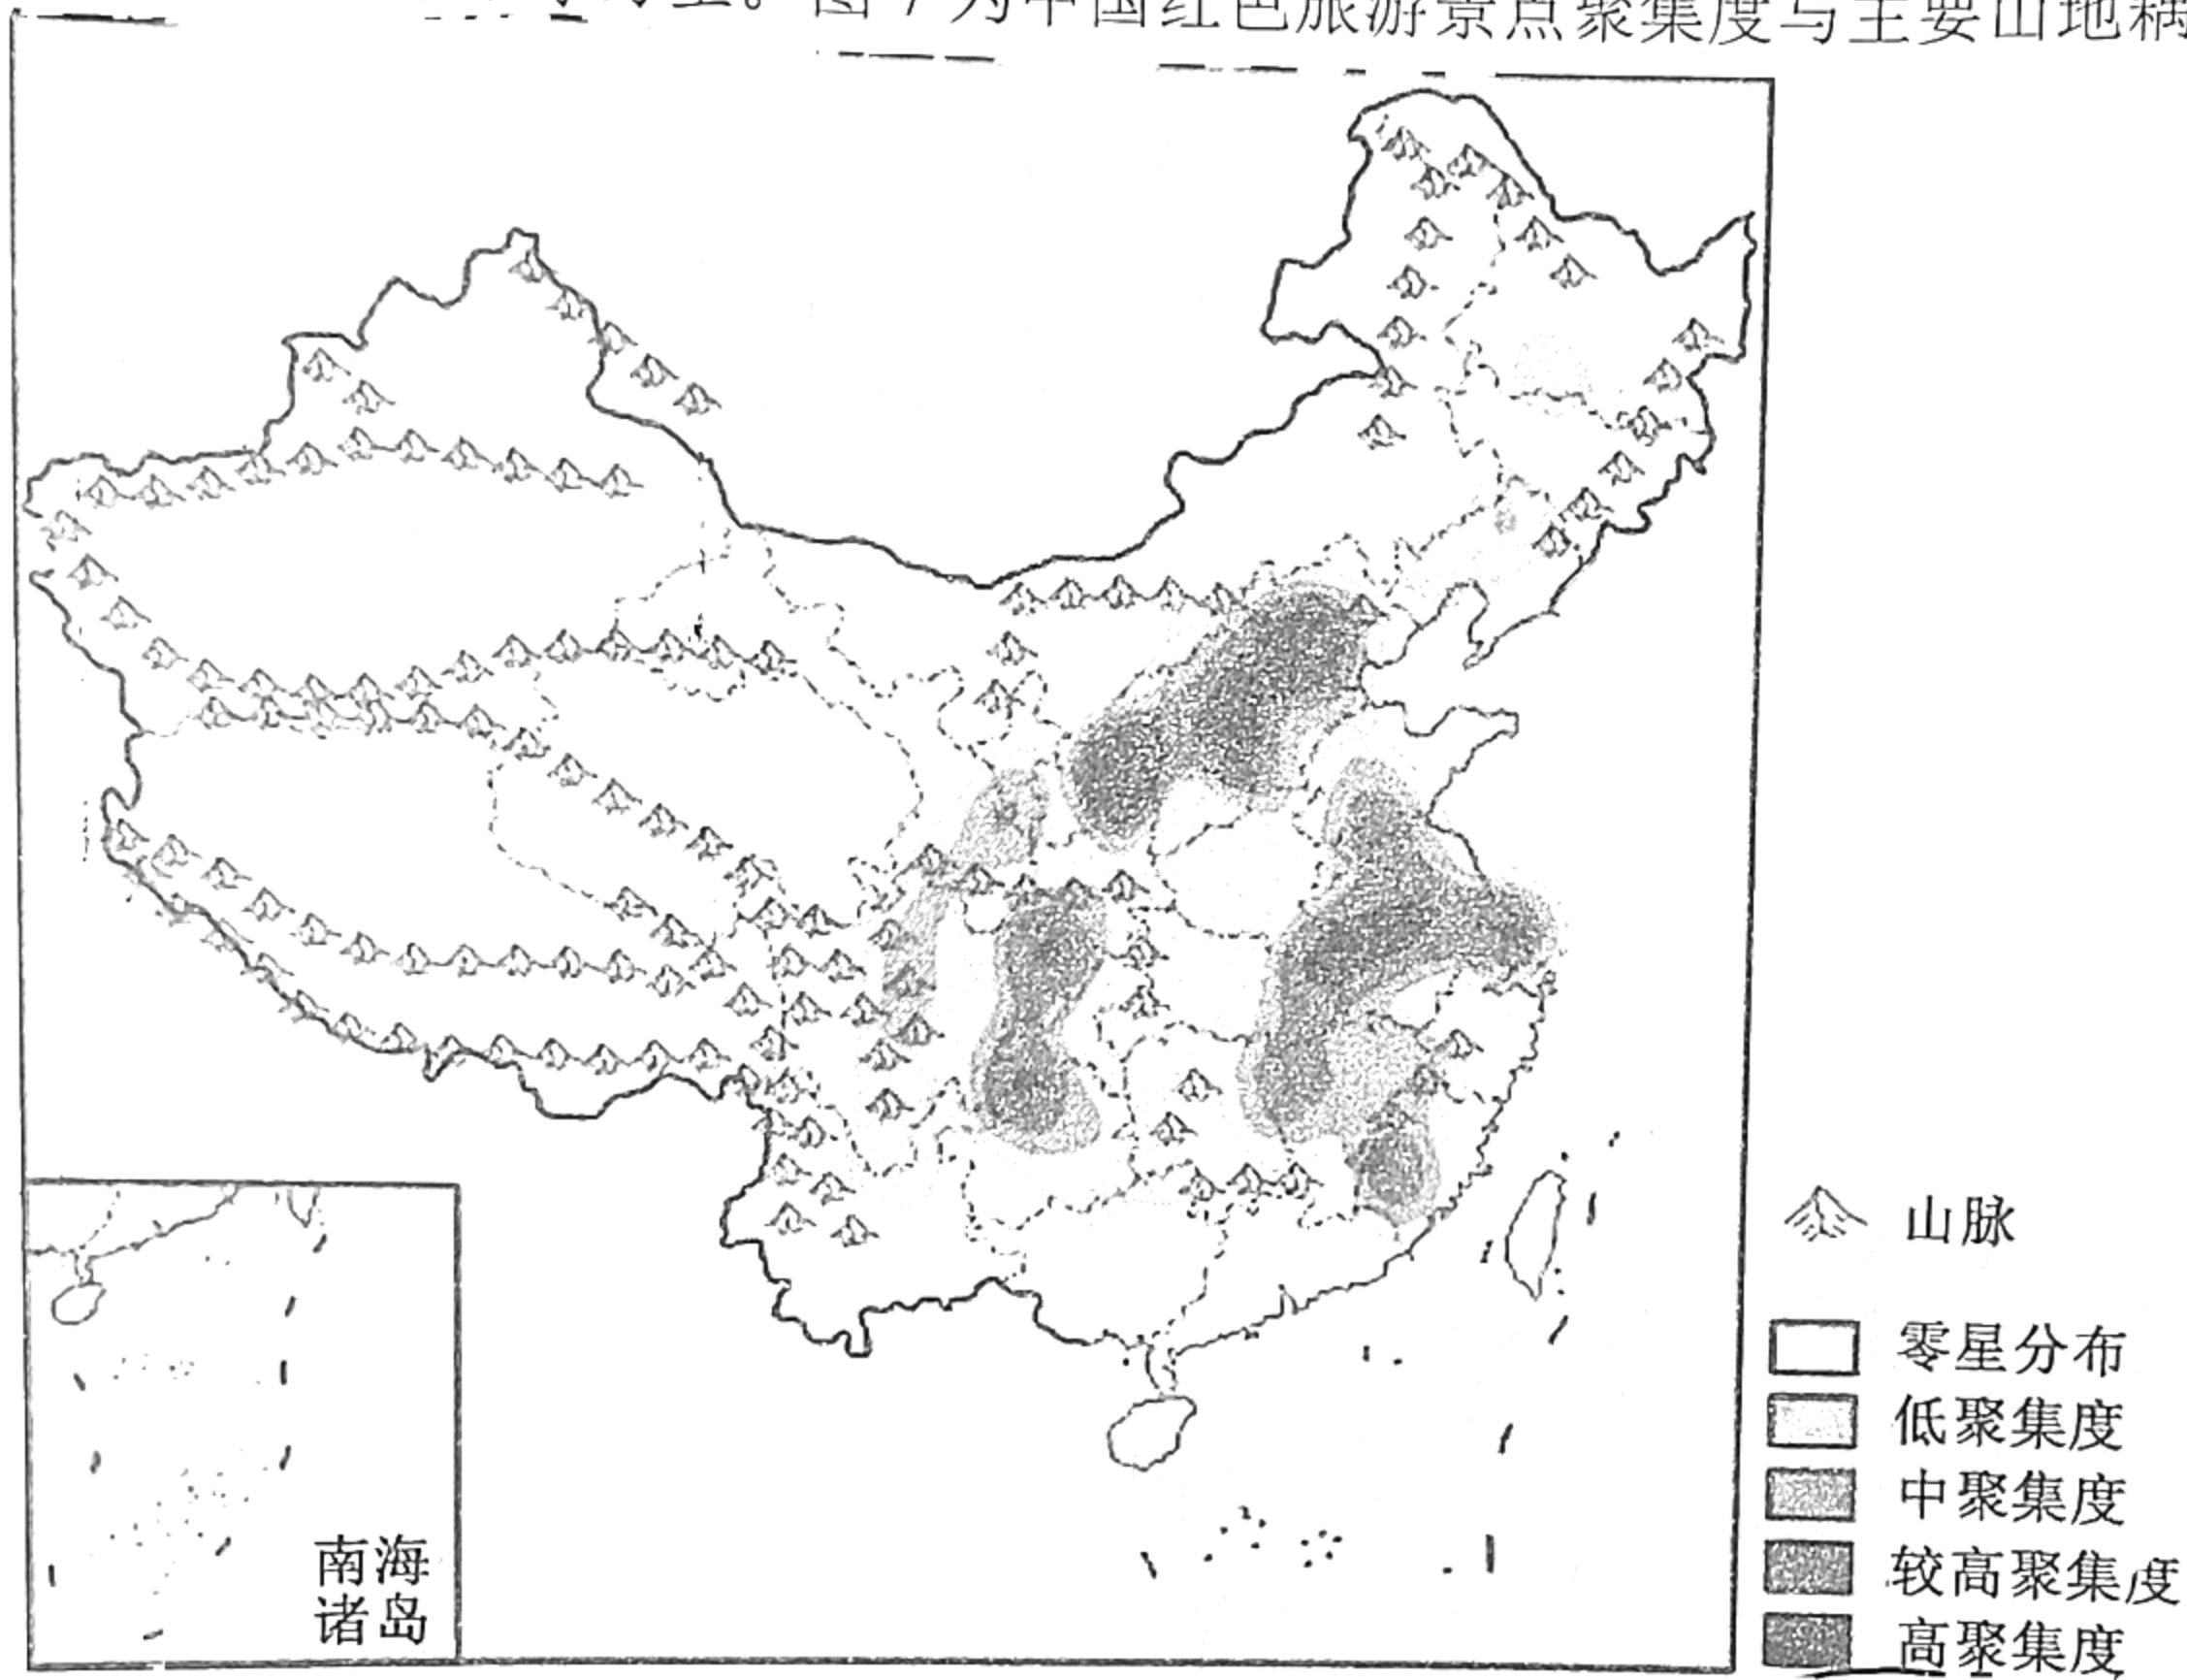 图7为中国红色旅游景点聚集度与主要山地耦
山脉
零星分布
低聚集度
中聚集度
较高聚集度
高聚集度
南海
诸岛